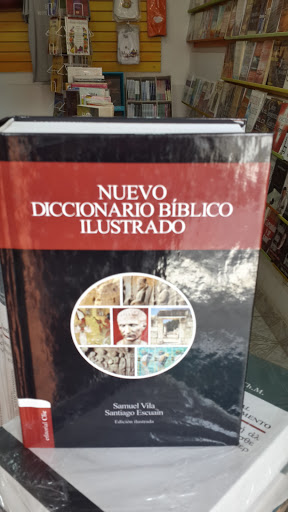 NUEVO
DICCIONARIO BÍBLICO
ILUSTRADO
Samuel Vila
Santiago Escuain
Edición ilustrada
editorial Clie